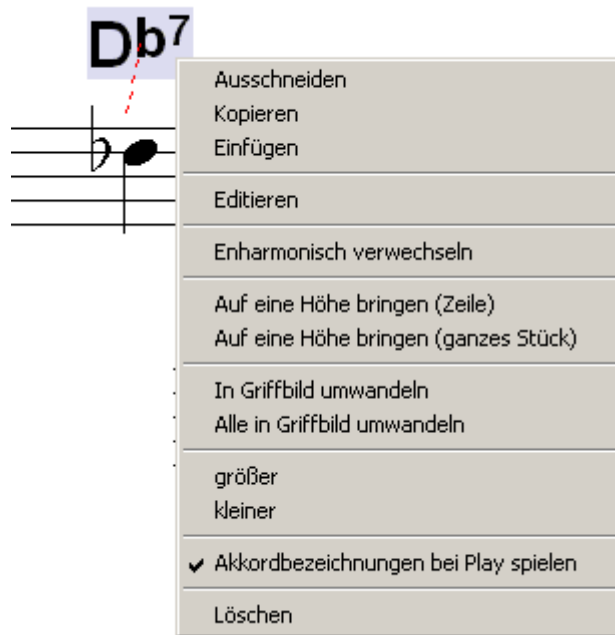 Db7
Ausschneiden
Kopieren
Einfügen
Editieren
Enharmonisch verwechseln
Auf eine Höhe bringen (Zeile)
Auf eine Höhe bringen (ganzes Stück)
In Griffbild umwandeln
Alle in Griffbild umwandeln
größer
kleiner
Akkordbezeichnungen bei Play spielen
Löschen